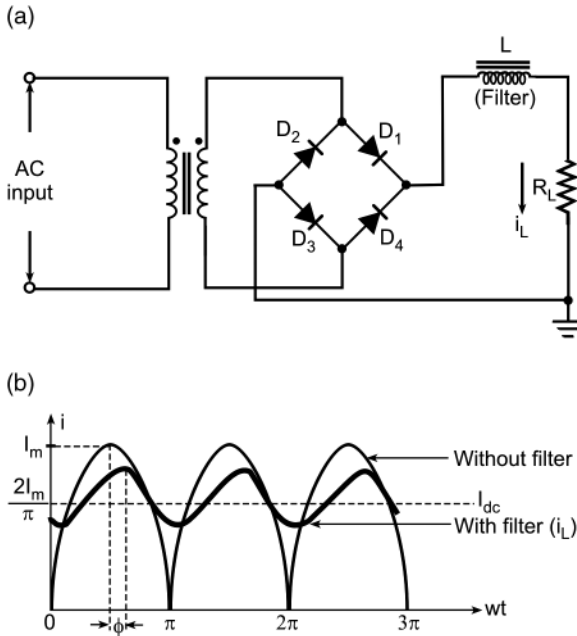 (a)
L
(Filter)
D2
D1
AC
input
RL
iL
D3
D4
(b)
i
Im
Without filter
2Im
π
Idc
With filter (iL)
0
ϕ
π
2π
3π
wt